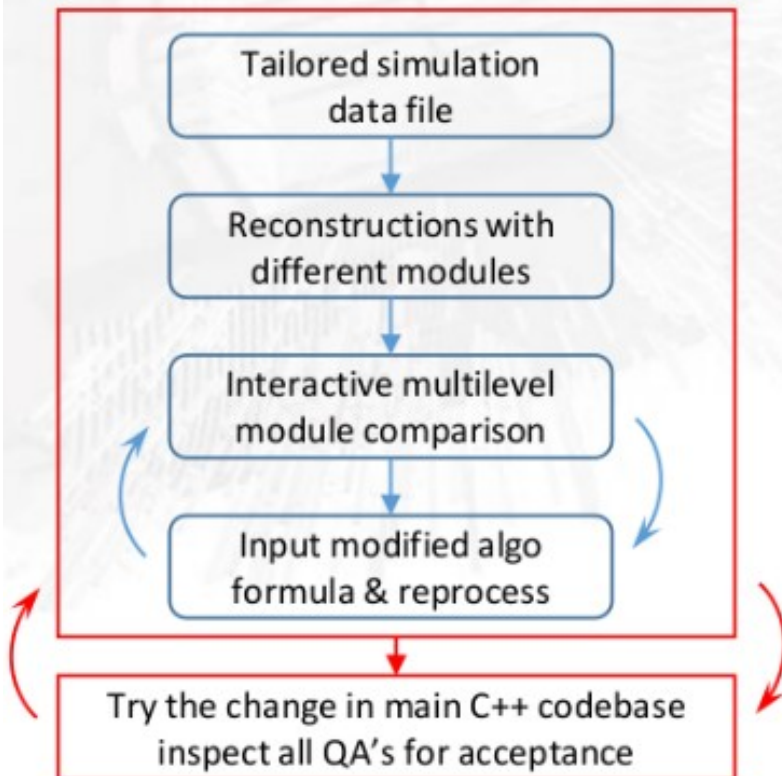 Tailored simulation
data file
Reconstructions with
different modules
Interactive multilevel
module comparison
Input modified algo
formula & reprocess
Try the change in main C++ codebase
inspect all QA's for acceptance